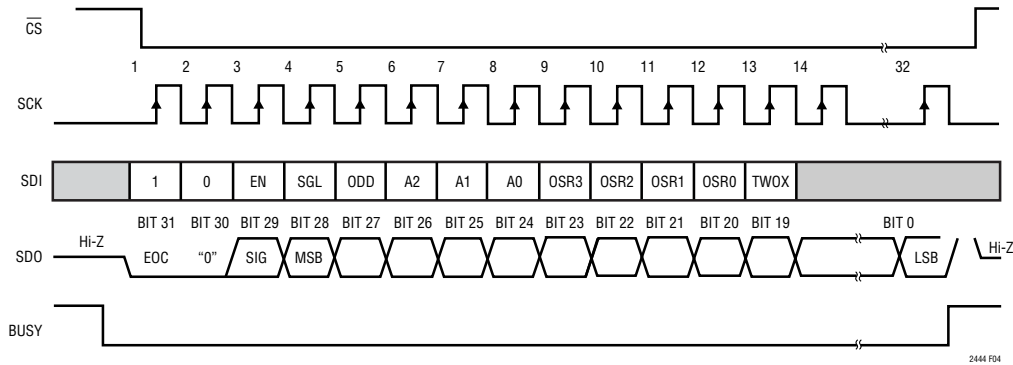 CS
1 2 3 4 5 6 7 8 9 10 11 12 13 14 32
SCK
SDI 1 0 EN SGL ODD A2 A1 A0 OSR3 OSR2 OSR1 OSR0 TWOX
BIT 31 BIT 30 BIT 29 BIT 28 BIT 27 BIT 26 BIT 25 BIT 24 BIT 23 BIT 22 BIT 21 BIT 20 BIT 19 BIT 0
Hi-Z Hi-Z
SDO EOC “0” SIG MSB LSB
BUSY
2444 F04